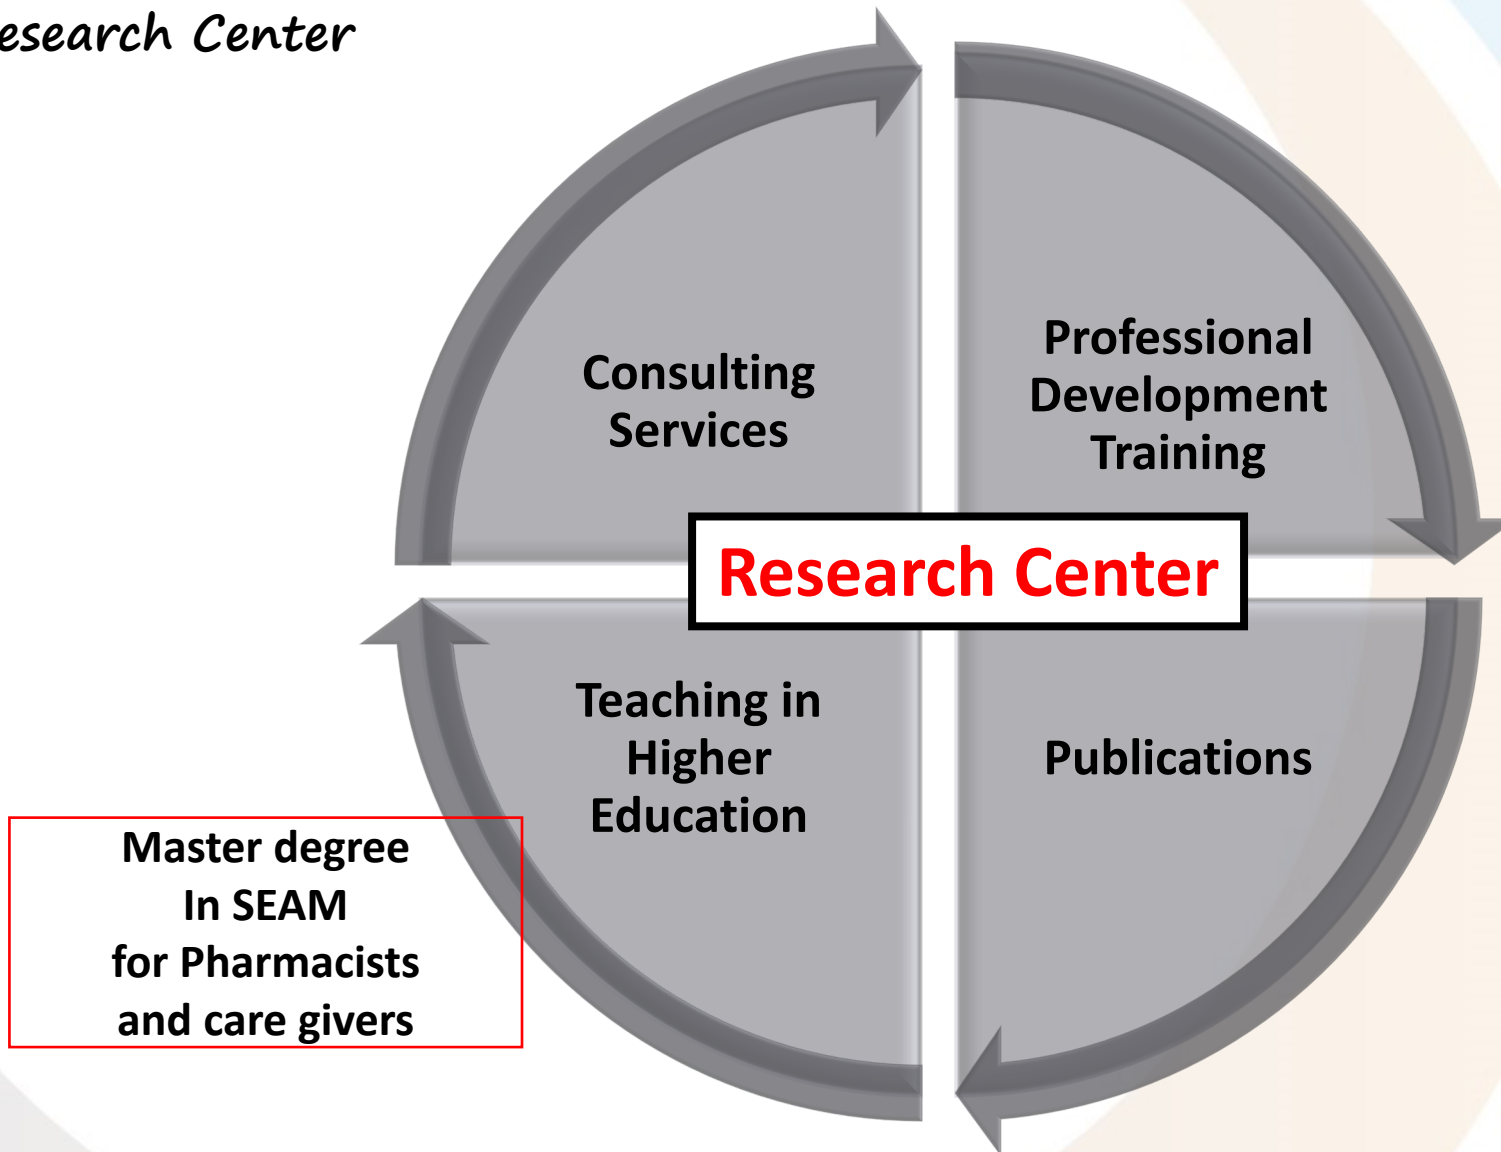 esearch Center
Consulting
Services
Professional
Development
Training
Research Center
Teaching in
Higher
Education
Publications
Master degree
In SEAM
for Pharmacists
and care givers